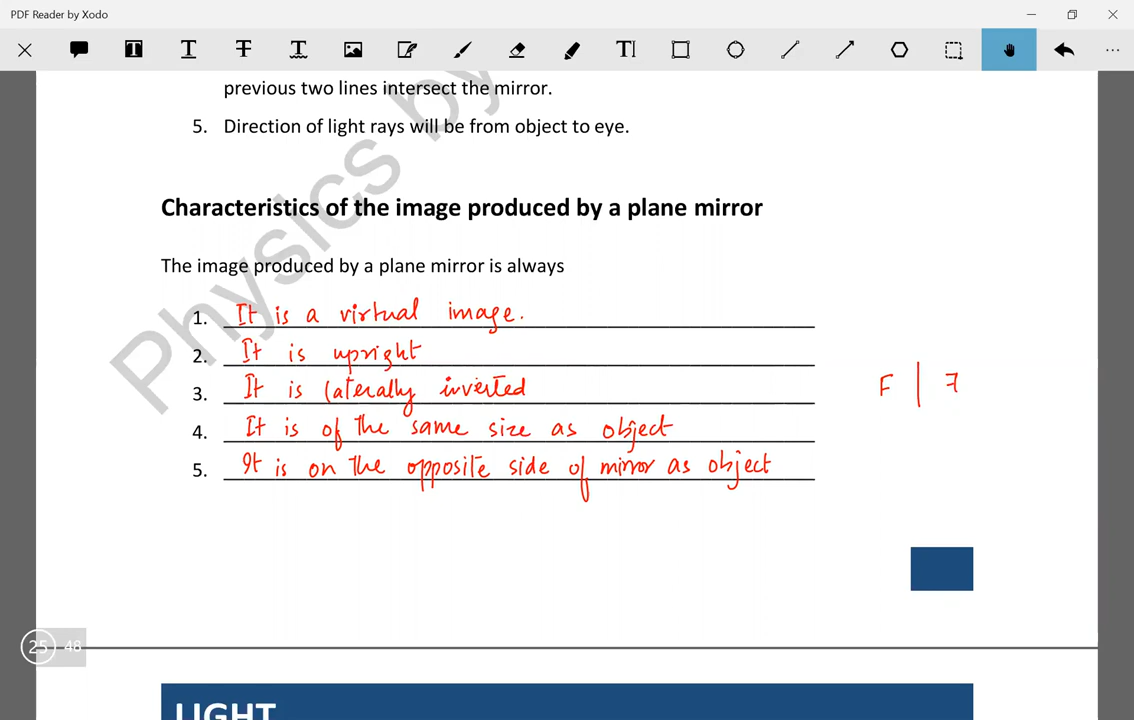 PDF Reader by Xodo
previous two lines intersect the mirror.
5. Direction of light rays will be from object to eye.
Physics by
Characteristics of the image produced by a plane mirror
The image produced by a plane mirror is always
1. It is a virtual image.
2. It is upright
3. It is laterally inverted
F | ꟻ
4. It is of the same size as object
5. It is on the opposite side of mirror as object
25 48
LIGHT